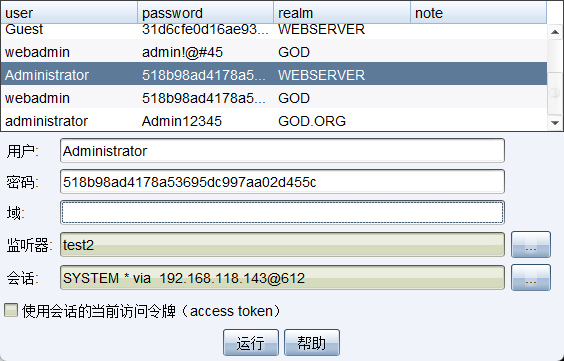 user password realm note
Guest 31d6cfe0d16ae93... WEBSERVER
webadmin admin!@#45 GOD
Administrator 518b98ad4178a5... WEBSERVER
webadmin 518b98ad4178a5... GOD
administrator Admin12345 GOD.ORG
用户: Administrator
密码: 518b98ad4178a53695dc997aa02d455c
域:
监听器: test2 ...
会话: SYSTEM * via 192.168.118.143@612 ...
使用会话的当前访问令牌（access token）
运行 帮助